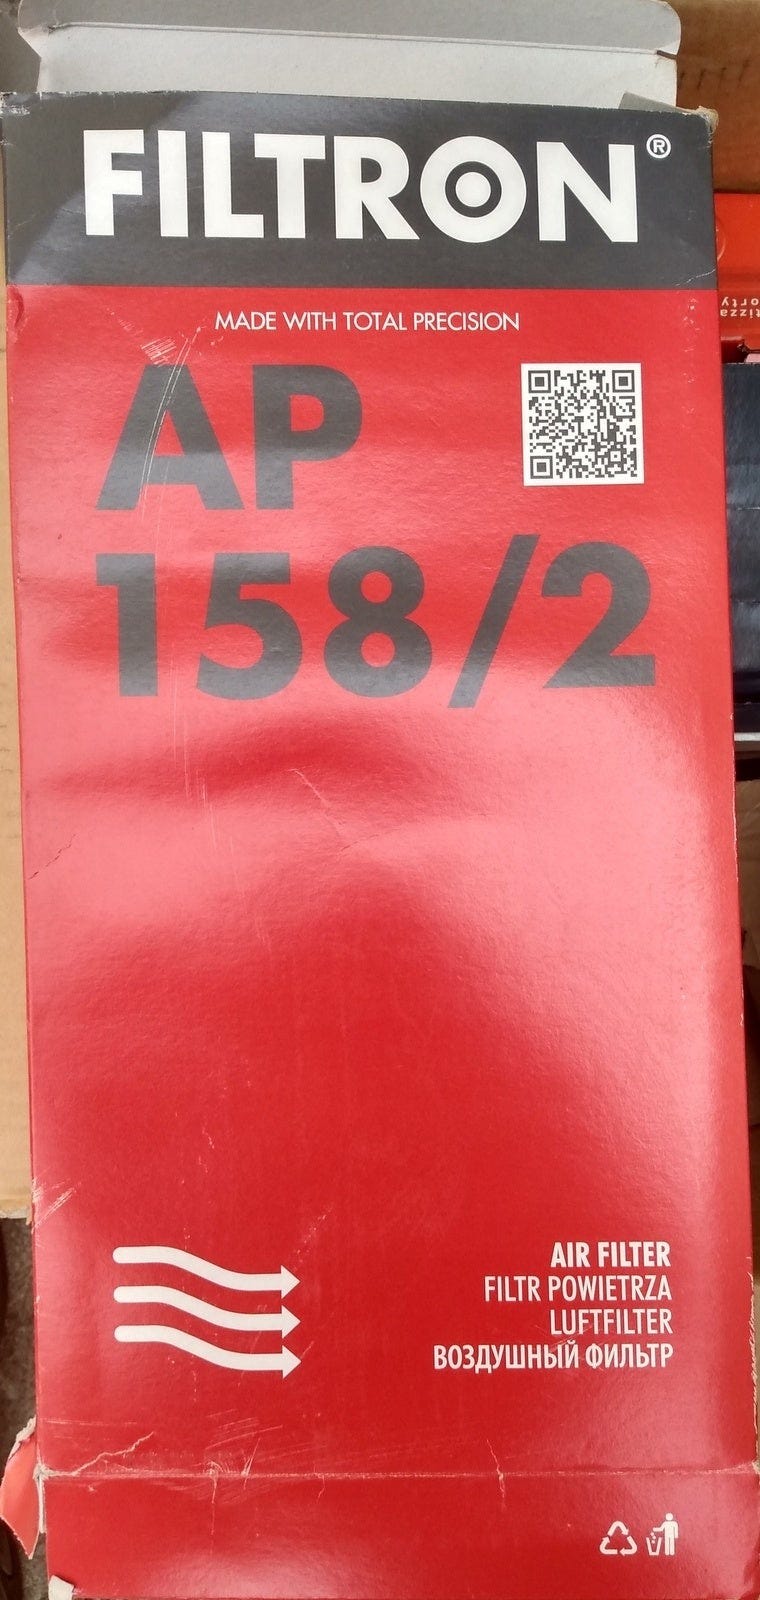 FILTRON®
MADE WITH TOTAL PRECISION
AP
158/2
AIR FILTER
FILTR POWIETRZA
LUFTFILTER
ВОЗДУШНЫЙ ФИЛЬТР